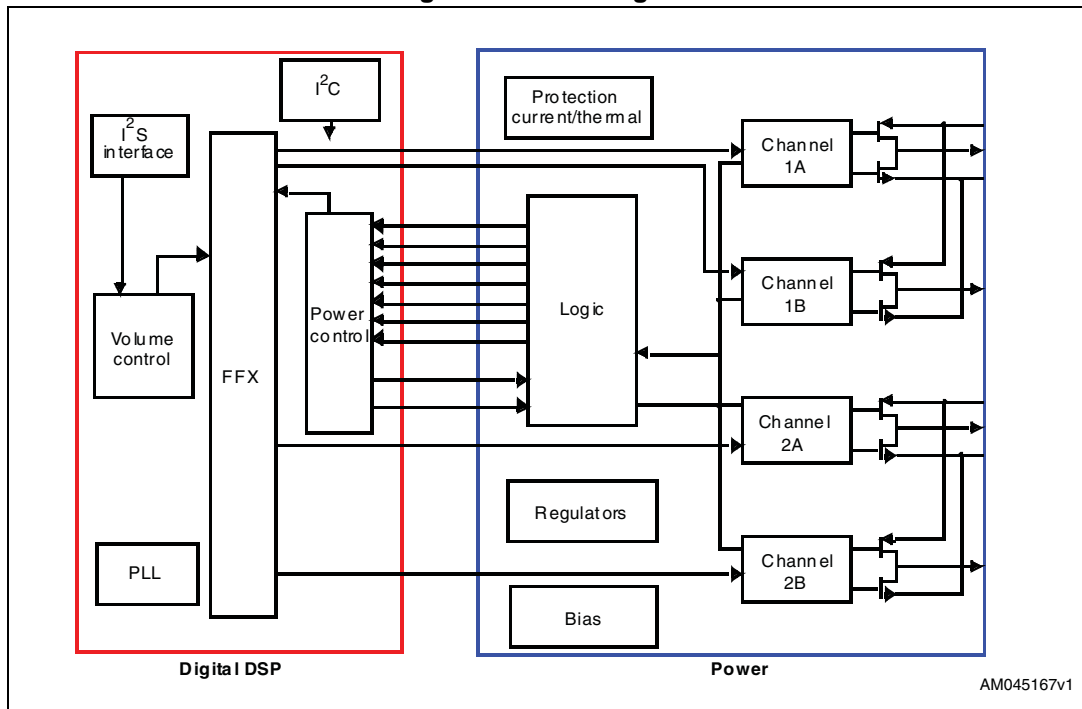 I2C
I2S
interface
Volume
control
FFX
Power
control
PLL
Digital DSP
Protection
current/thermal
Logic
Regulators
Bias
Channel
1A
Channel
1B
Channel
2A
Channel
2B
Power
AM045167v1